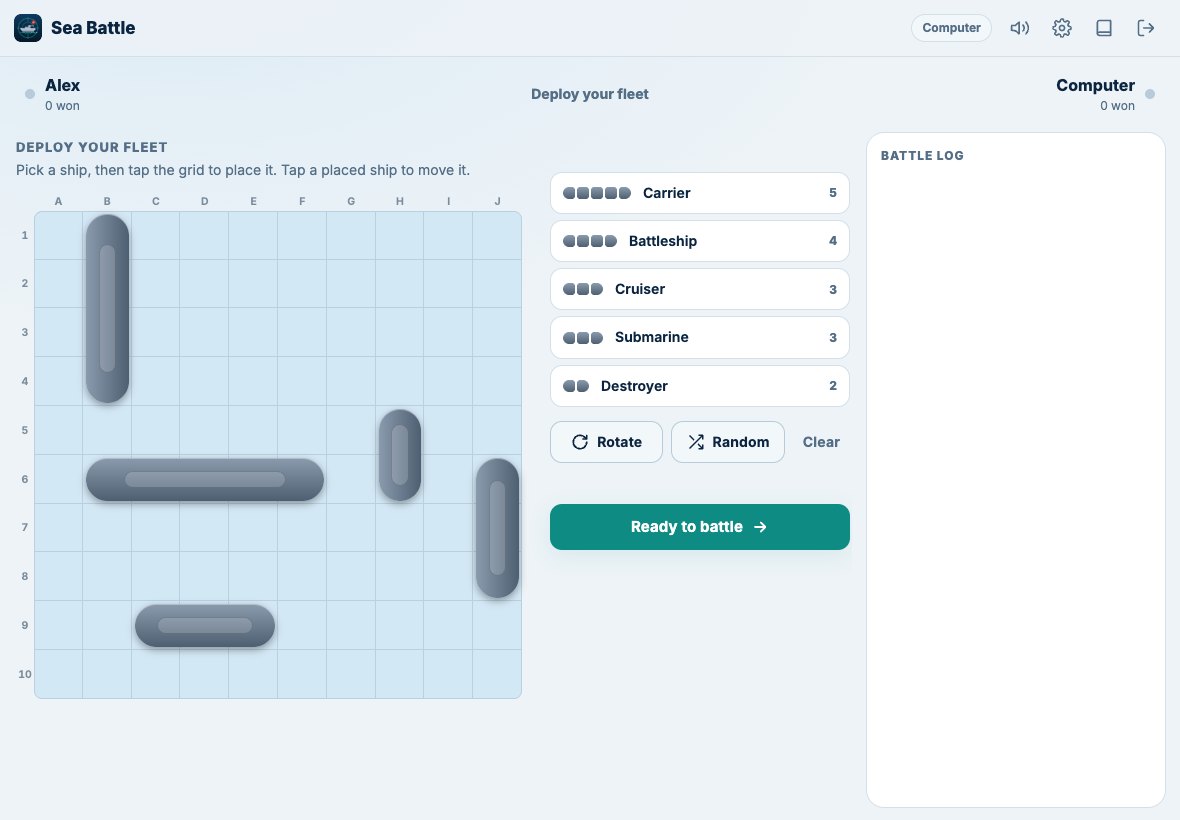 Sea Battle
Computer
Alex
0 won
Deploy your fleet
Computer
0 won
DEPLOY YOUR FLEET
Pick a ship, then tap the grid to place it. Tap a placed ship to move it.
A B C D E F G H I J
1
2
3
4
5
6
7
8
9
10
Carrier 5
Battleship 4
Cruiser 3
Submarine 3
Destroyer 2
Rotate Random Clear
Ready to battle →
BATTLE LOG